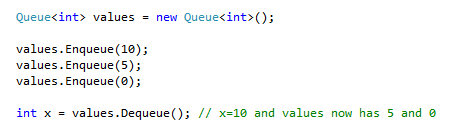 Queue<int> values = new Queue<int>();
values.Enqueue(10);
values.Enqueue(5);
values.Enqueue(0);
int x = values.Dequeue(); // x=10 and values now has 5 and 0